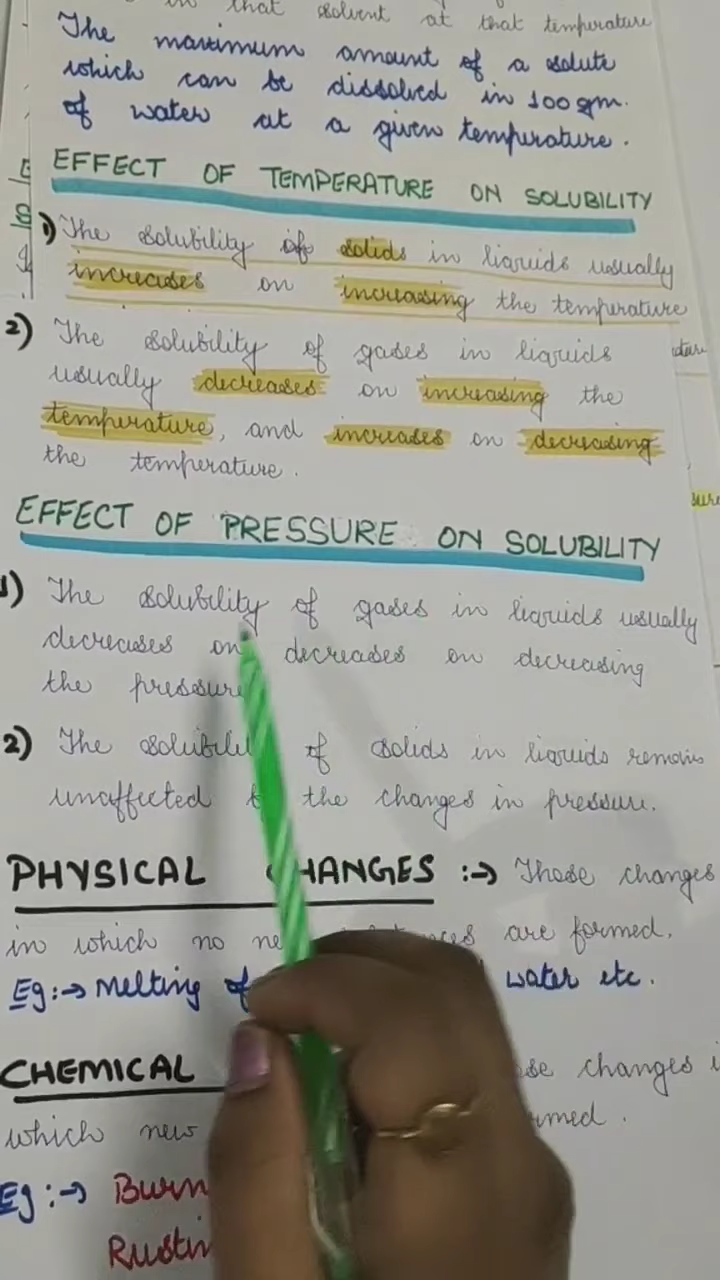 in that solvent at that temperature
The maximum amount of a solute
which can be dissolved in 100gm.
of water at a given temperature.
EFFECT OF TEMPERATURE ON SOLUBILITY
1) The solubility of solids in liquids usually
increases on increasing the temperature
2) The solubility of gases in liquids
usually decreases on increasing the
temperature, and increases on decreasing
the temperature.
EFFECT OF PRESSURE ON SOLUBILITY
1) The solubility of gases in liquids usually
decreases on decreases on decreasing
the pressure
2) The of solids in liquids remains
unaffected the changes in pressure.
PHYSICAL CHANGES :→ Those changes
in which no are formed.
Eg:→ Melting of water etc.
CHEMICAL changes
which new
Eg:→